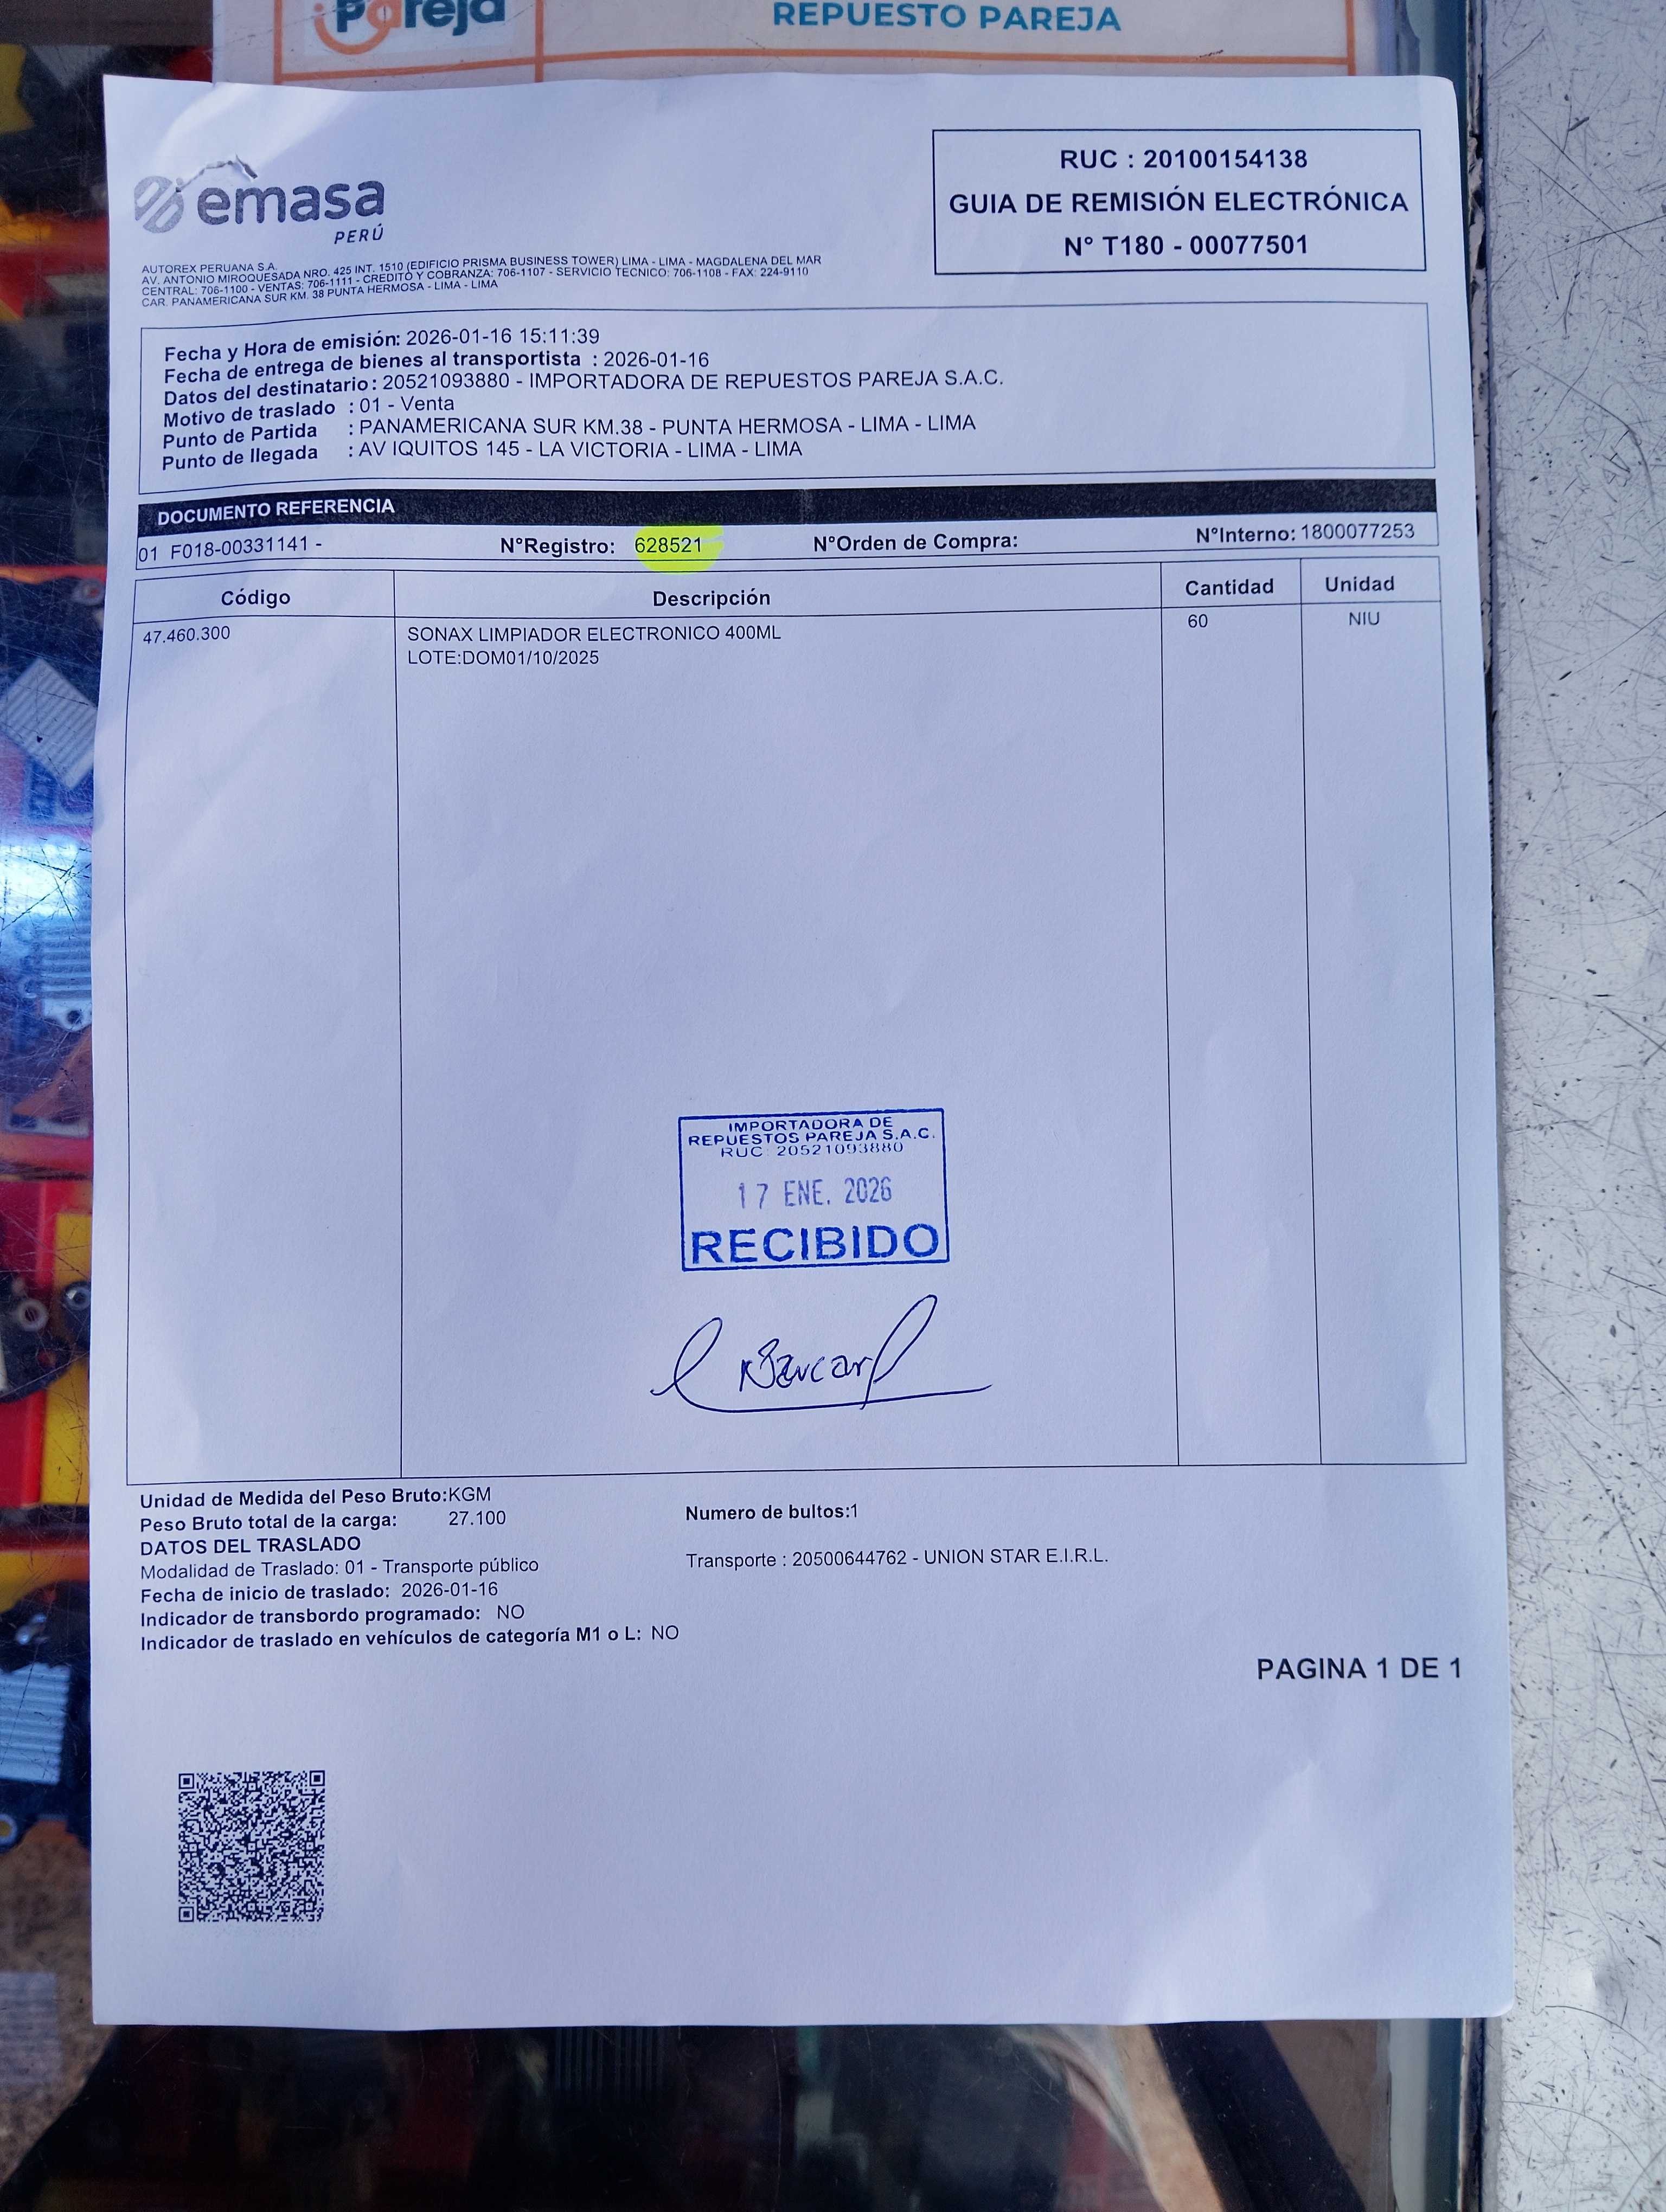 Pareja
REPUESTO PAREJA
emasa
PERÚ
RUC : 20100154138
GUIA DE REMISIÓN ELECTRÓNICA
N° T180 - 00077501
AUTOREX PERUANA S.A.
AV. ANTONIO MIROQUESADA NRO. 425 INT. 1510 (EDIFICIO PRISMA BUSINESS TOWER) LIMA - LIMA - MAGDALENA DEL MAR
CENTRAL: 706-1100 - VENTAS: 706-1111 - CREDITO Y COBRANZA: 706-1107 - SERVICIO TECNICO: 706-1108 - FAX: 224-9110
CAR. PANAMERICANA SUR KM. 38 PUNTA HERMOSA - LIMA - LIMA
Fecha y Hora de emisión: 2026-01-16 15:11:39
Fecha de entrega de bienes al transportista : 2026-01-16
Datos del destinatario : 20521093880 - IMPORTADORA DE REPUESTOS PAREJA S.A.C.
Motivo de traslado : 01 - Venta
Punto de Partida : PANAMERICANA SUR KM.38 - PUNTA HERMOSA - LIMA - LIMA
Punto de llegada : AV IQUITOS 145 - LA VICTORIA - LIMA - LIMA
DOCUMENTO REFERENCIA
01 F018-00331141 - N°Registro: 628521 N°Orden de Compra: N°Interno: 1800077253
Código Descripción Cantidad Unidad
47.460.300 SONAX LIMPIADOR ELECTRONICO 400ML 60 NIU
LOTE:DOM01/10/2025
IMPORTADORA DE
REPUESTOS PAREJA S.A.C.
RUC: 20521093880
17 ENE. 2026
RECIBIDO
Unidad de Medida del Peso Bruto:KGM
Peso Bruto total de la carga: 27.100
Numero de bultos:1
DATOS DEL TRASLADO
Modalidad de Traslado: 01 - Transporte público
Transporte : 20500644762 - UNION STAR E.I.R.L.
Fecha de inicio de traslado: 2026-01-16
Indicador de transbordo programado: NO
Indicador de traslado en vehículos de categoría M1 o L: NO
PAGINA 1 DE 1